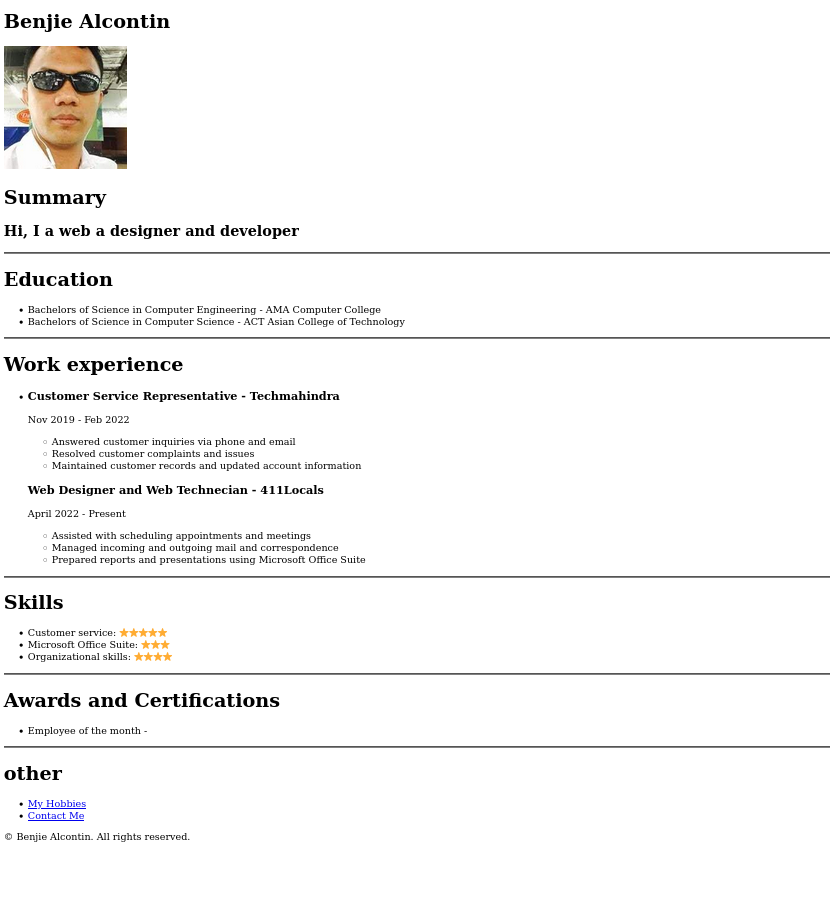 Benjie Alcontin
Summary
Hi, I a web a designer and developer
Education
• Bachelors of Science in Computer Engineering - AMA Computer College
• Bachelors of Science in Computer Science - ACT Asian College of Technology
Work experience
• Customer Service Representative - Techmahindra
Nov 2019 - Feb 2022
◦ Answered customer inquiries via phone and email
◦ Resolved customer complaints and issues
◦ Maintained customer records and updated account information
Web Designer and Web Technecian - 411Locals
April 2022 - Present
◦ Assisted with scheduling appointments and meetings
◦ Managed incoming and outgoing mail and correspondence
◦ Prepared reports and presentations using Microsoft Office Suite
Skills
• Customer service: ★★★★★
• Microsoft Office Suite: ★★★
• Organizational skills: ★★★★
Awards and Certifications
• Employee of the month -
other
• My Hobbies
• Contact Me
© Benjie Alcontin. All rights reserved.